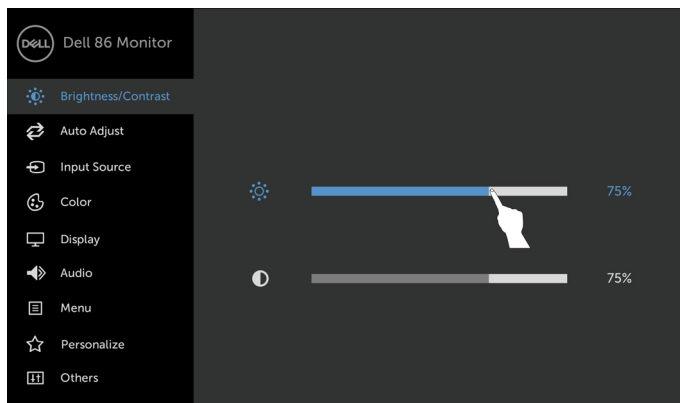 DELL
Dell 86 Monitor
Brightness/Contrast
Auto Adjust
Input Source
75%
Color
Display
Audio
75%
Menu
Personalize
Others